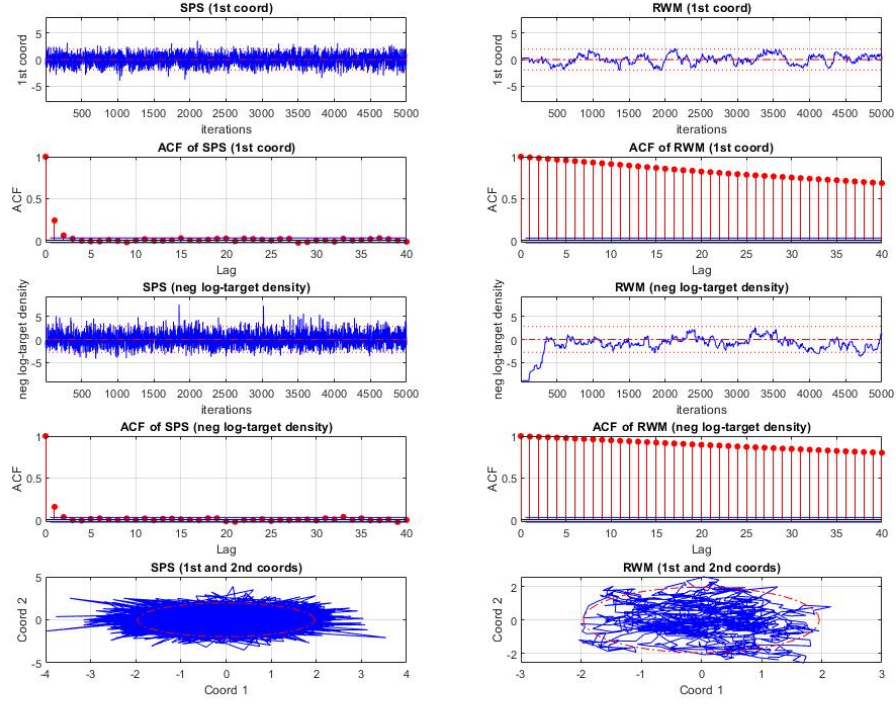 SPS (1st coord)
1st coord
5
0
-5
500 1000 1500 2000 2500 3000 3500 4000 4500 5000
iterations
RWM (1st coord)
1st coord
5
0
-5
500 1000 1500 2000 2500 3000 3500 4000 4500 5000
iterations
ACF of SPS (1st coord)
ACF
1
0.5
0
0 5 10 15 20 25 30 35 40
Lag
ACF of RWM (1st coord)
ACF
1
0.5
0
0 5 10 15 20 25 30 35 40
Lag
SPS (neg log-target density)
neg log-target density
5
0
-5
500 1000 1500 2000 2500 3000 3500 4000 4500 5000
iterations
RWM (neg log-target density)
neg log-target density
5
0
-5
500 1000 1500 2000 2500 3000 3500 4000 4500 5000
iterations
ACF of SPS (neg log-target density)
ACF
1
0.5
0
0 5 10 15 20 25 30 35 40
Lag
ACF of RWM (neg log-target density)
ACF
1
0.5
0
0 5 10 15 20 25 30 35 40
Lag
SPS (1st and 2nd coords)
Coord 2
5
0
-5
-4 -3 -2 -1 0 1 2 3 4
Coord 1
RWM (1st and 2nd coords)
Coord 2
2
0
-2
-3 -2 -1 0 1 2 3
Coord 1